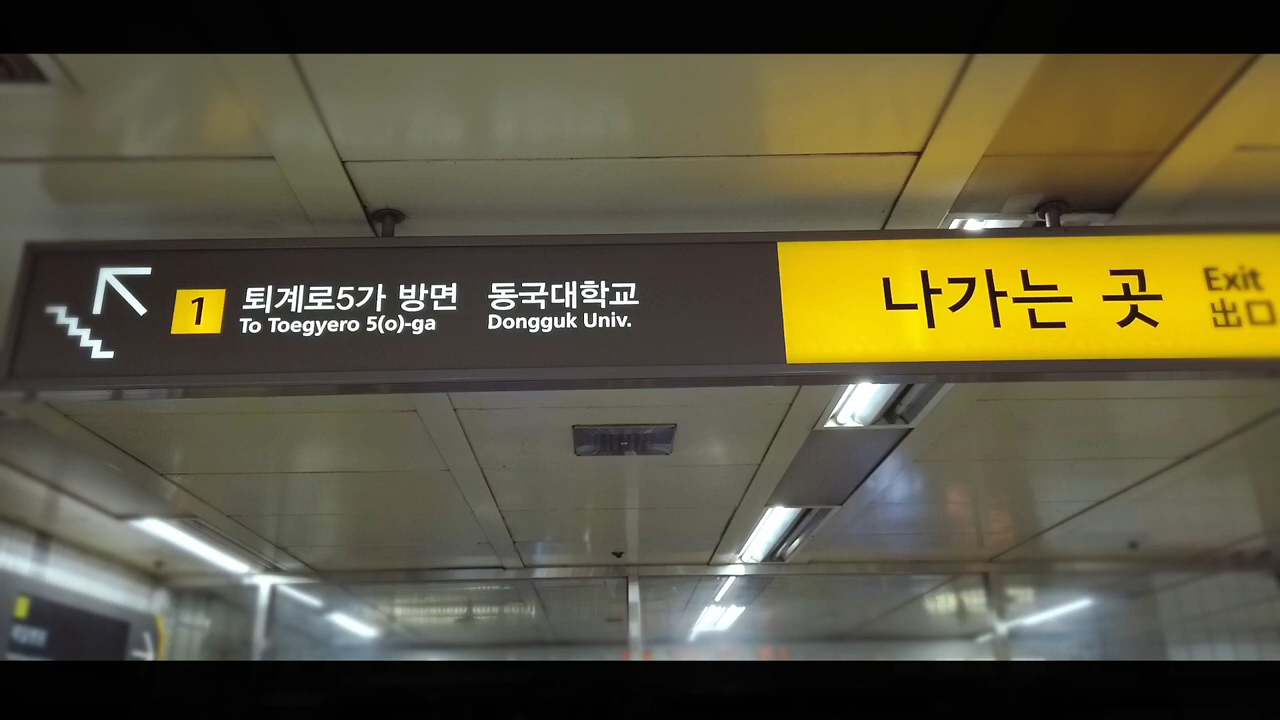 1
퇴계로5가 방면 동국대학교
To Toegyero 5(o)-ga Dongguk Univ.
나가는 곳
Exit
出口